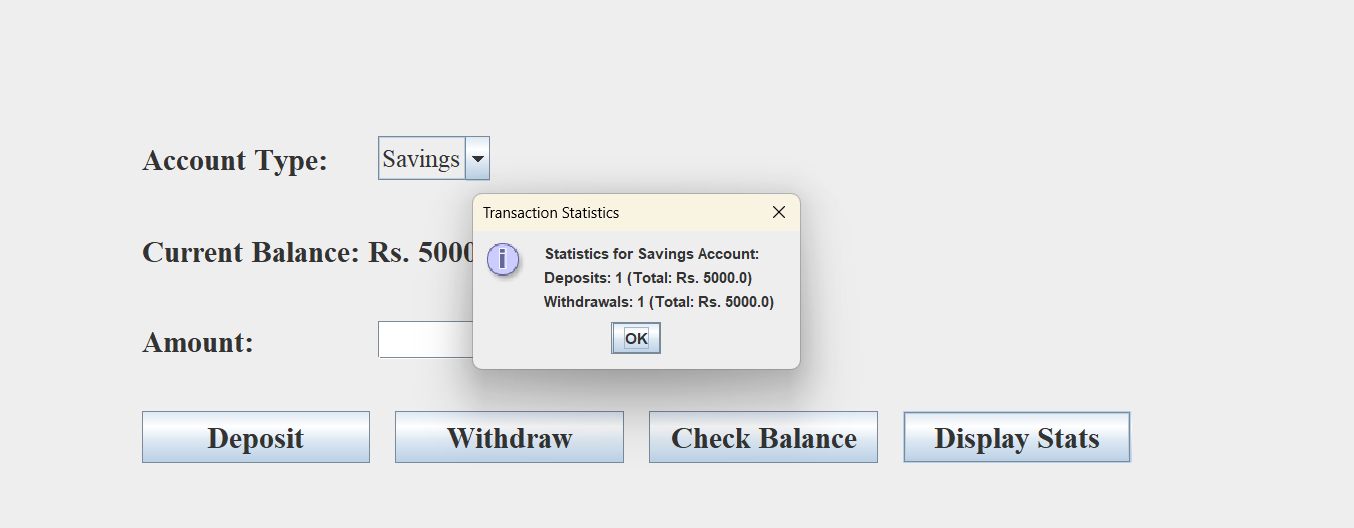 Account Type:
Savings
Transaction Statistics
Current Balance: Rs. 5000
i
Statistics for Savings Account:
Deposits: 1 (Total: Rs. 5000.0)
Withdrawals: 1 (Total: Rs. 5000.0)
OK
Amount:
Deposit
Withdraw
Check Balance
Display Stats